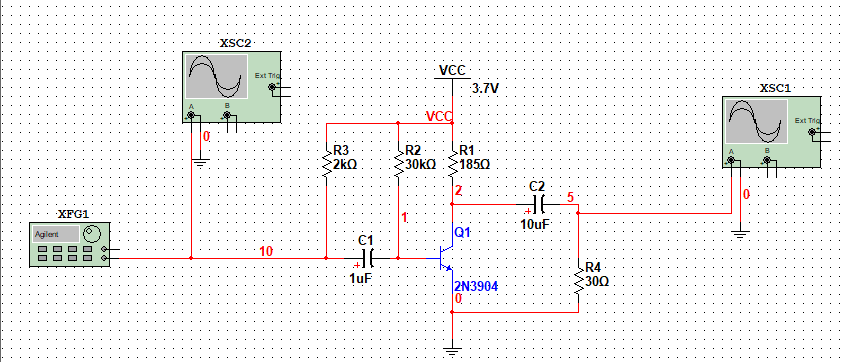 XSC2
Ext Trig
A B
0
VCC
3.7V
VCC
XSC1
Ext Trig
A B
0
R3
2kΩ
R2
30kΩ
R1
185Ω
2
C2
5
10uF
1
XFG1
Agilent
10
C1
1uF
Q1
2N3904
0
R4
30Ω